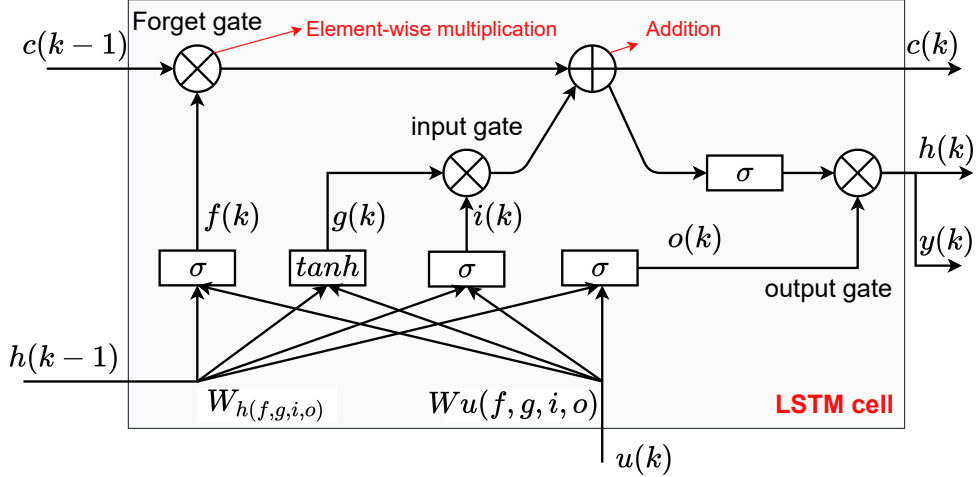 Forget gate
c(k−1)
Element-wise multiplication
Addition
c(k)
input gate
h(k)
σ
f(k)
g(k)
i(k)
o(k)
y(k)
σ
tanh
σ
σ
output gate
h(k−1)
W_{h(f,g,i,o)}
Wu(f,g,i,o)
LSTM cell
u(k)